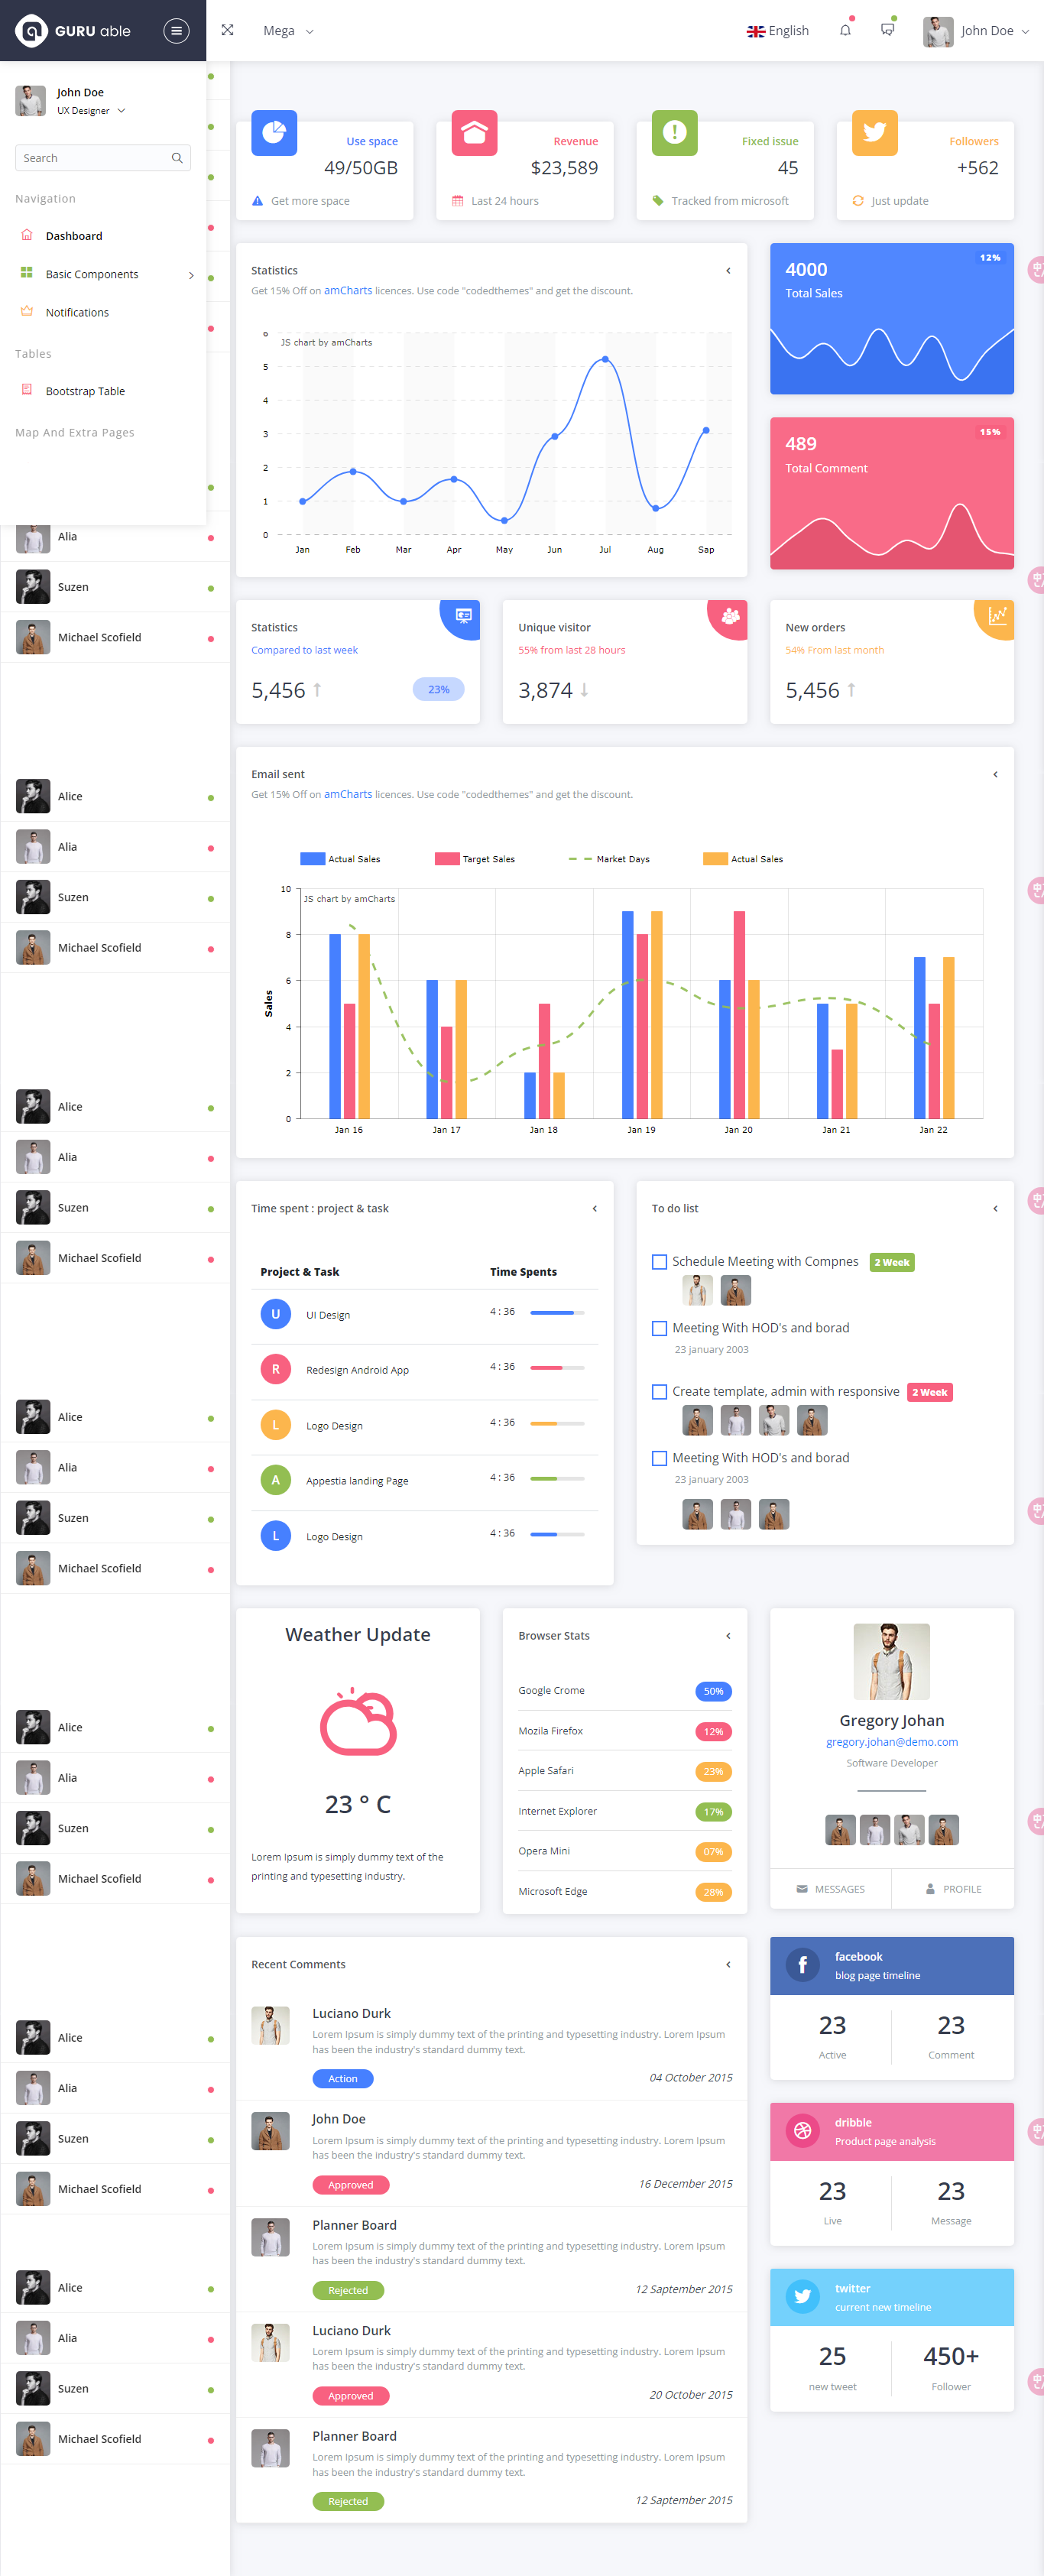 GURU able
Mega
English
John Doe
John Doe
UX Designer
Search
Navigation
Dashboard
Basic Components
Notifications
Tables
Bootstrap Table
Map And Extra Pages
Alia
Suzen
Michael Scofield
Alice
Alia
Suzen
Michael Scofield
Alice
Alia
Suzen
Michael Scofield
Alice
Alia
Suzen
Michael Scofield
Alice
Alia
Suzen
Michael Scofield
Alice
Alia
Suzen
Michael Scofield
Alice
Alia
Suzen
Michael Scofield
Use space
49/50GB
Get more space
Revenue
$23,589
Last 24 hours
Fixed issue
45
Tracked from microsoft
Followers
+562
Just update
Statistics
Get 15% Off on amCharts licences. Use code "codedthemes" and get the discount.
JS chart by amCharts
6
5
4
3
2
1
0
Jan Feb Mar Apr May Jun Jul Aug Sap
12%
4000
Total Sales
15%
489
Total Comment
Statistics
Compared to last week
5,456
23%
Unique visitor
55% from last 28 hours
3,874
New orders
54% From last month
5,456
Email sent
Get 15% Off on amCharts licences. Use code "codedthemes" and get the discount.
Actual Sales Target Sales Market Days Actual Sales
JS chart by amCharts
10
8
6
4
2
0
Sales
Jan 16 Jan 17 Jan 18 Jan 19 Jan 20 Jan 21 Jan 22
Time spent : project & task
Project & Task Time Spents
U UI Design 4 : 36
R Redesign Android App 4 : 36
L Logo Design 4 : 36
A Appestia landing Page 4 : 36
L Logo Design 4 : 36
To do list
Schedule Meeting with Compnes 2 Week
Meeting With HOD's and borad
23 january 2003
Create template, admin with responsive 2 Week
Meeting With HOD's and borad
23 january 2003
Weather Update
23 ° C
Lorem Ipsum is simply dummy text of the
printing and typesetting industry.
Browser Stats
Google Crome 50%
Mozila Firefox 12%
Apple Safari 23%
Internet Explorer 17%
Opera Mini 07%
Microsoft Edge 28%
Gregory Johan
gregory.johan@demo.com
Software Developer
MESSAGES PROFILE
Recent Comments
Luciano Durk
Lorem Ipsum is simply dummy text of the printing and typesetting industry. Lorem Ipsum
has been the industry's standard dummy text.
Action 04 October 2015
John Doe
Lorem Ipsum is simply dummy text of the printing and typesetting industry. Lorem Ipsum
has been the industry's standard dummy text.
Approved 16 December 2015
Planner Board
Lorem Ipsum is simply dummy text of the printing and typesetting industry. Lorem Ipsum
has been the industry's standard dummy text.
Rejected 12 Saptember 2015
Luciano Durk
Lorem Ipsum is simply dummy text of the printing and typesetting industry. Lorem Ipsum
has been the industry's standard dummy text.
Approved 20 October 2015
Planner Board
Lorem Ipsum is simply dummy text of the printing and typesetting industry. Lorem Ipsum
has been the industry's standard dummy text.
Rejected 12 Saptember 2015
facebook
blog page timeline
23 23
Active Comment
dribble
Product page analysis
23 23
Live Message
twitter
current new timeline
25 450+
new tweet Follower